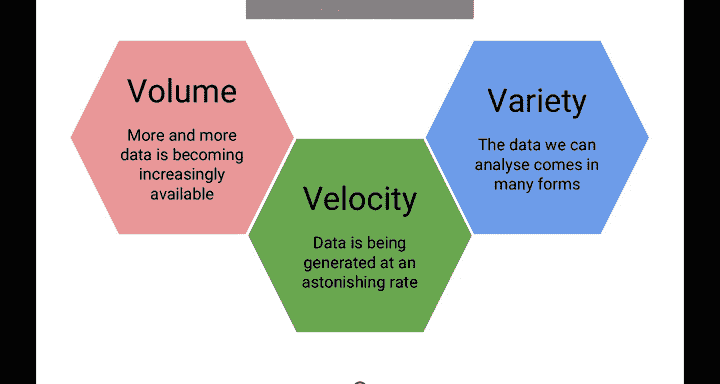 Volume
More and more
data is becoming
increasingly
available
Velocity
Data is being
generated at an
astonishing rate
Variety
The data we can
analyse comes in
many forms